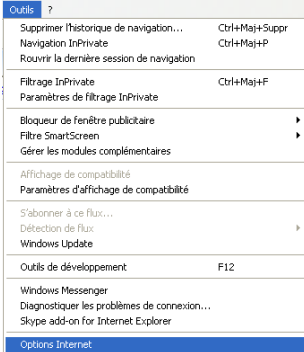 Outils ?
Supprimer l'historique de navigation... Ctrl+Maj+Suppr
Navigation InPrivate Ctrl+Maj+P
Rouvrir la dernière session de navigation
Filtrage InPrivate Ctrl+Maj+F
Paramètres de filtrage InPrivate
Bloqueur de fenêtre publicitaire
Filtre SmartScreen
Gérer les modules complémentaires
Affichage de compatibilité
Paramètres d'affichage de compatibilité
S'abonner à ce flux...
Détection de flux
Windows Update
Outils de développement F12
Windows Messenger
Diagnostiquer les problèmes de connexion...
Skype add-on for Internet Explorer
Options Internet